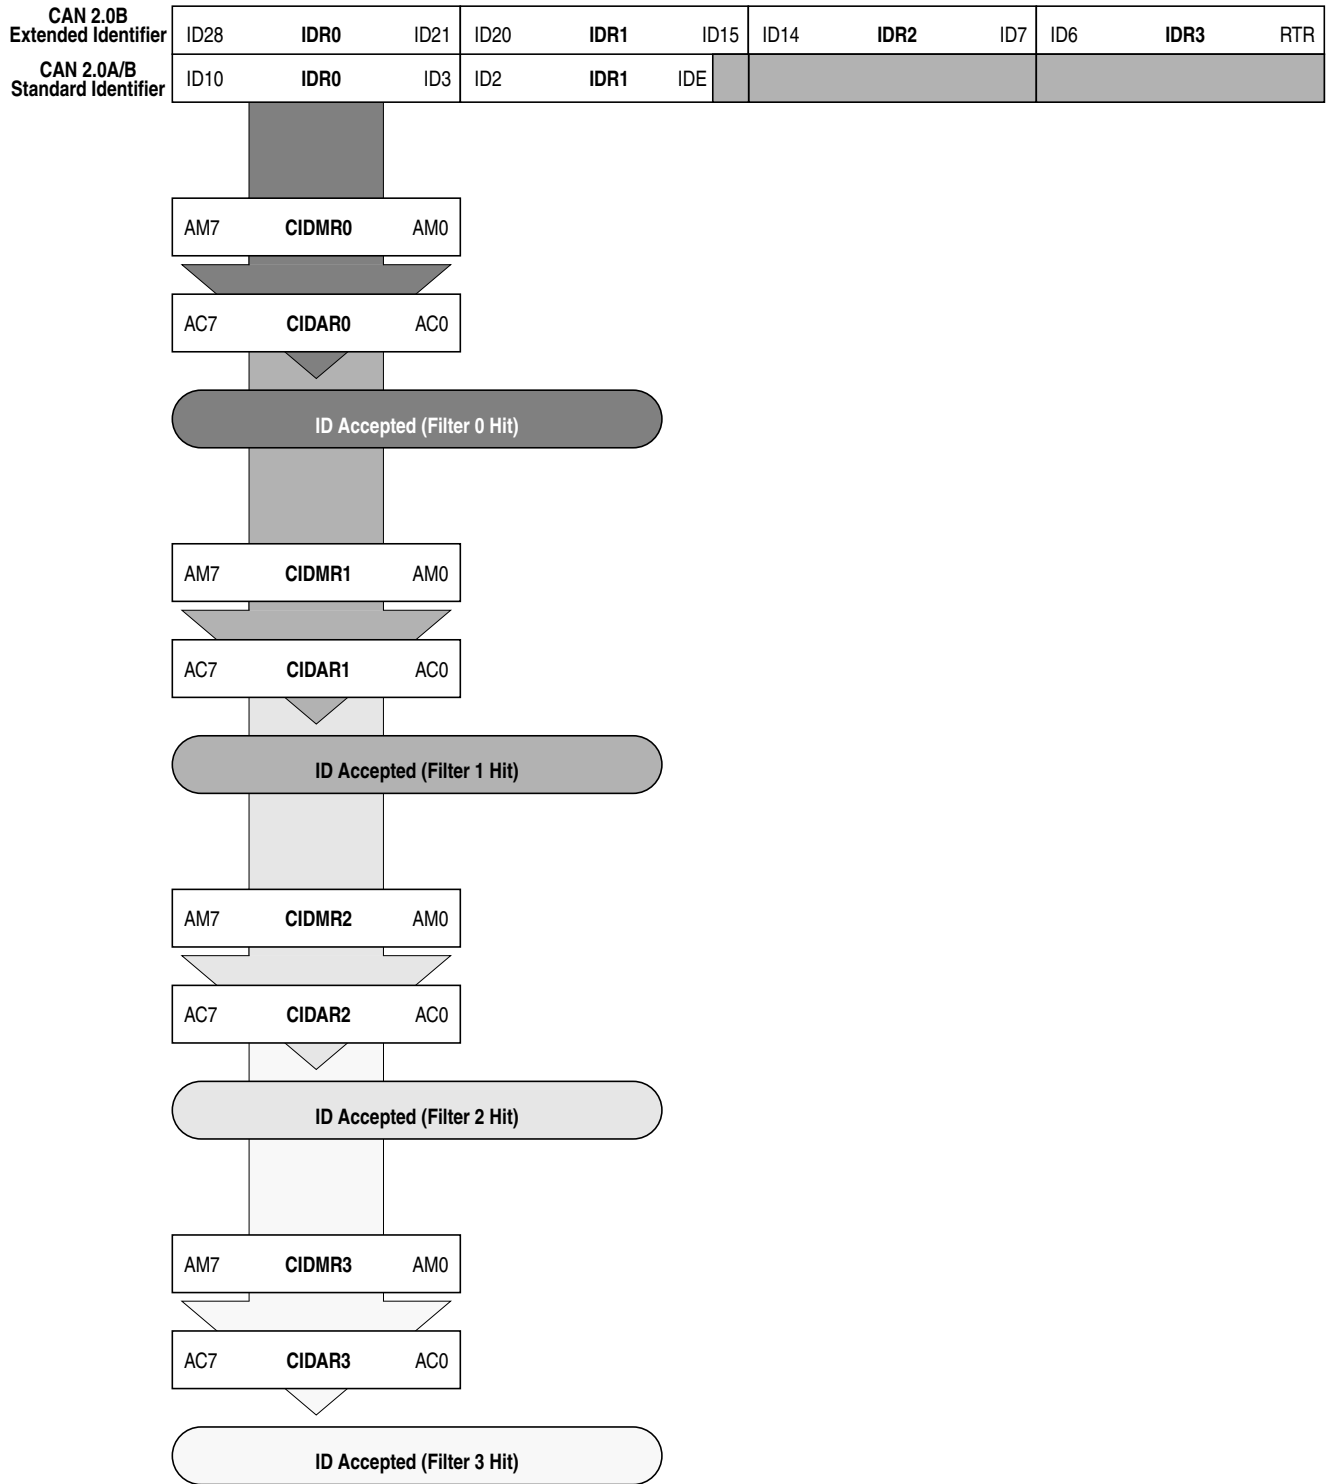 CAN 2.0B
Extended Identifier ID28 IDR0 ID21 ID20 IDR1 ID15 ID14 IDR2 ID7 ID6 IDR3 RTR
CAN 2.0A/B
Standard Identifier ID10 IDR0 ID3 ID2 IDR1 IDE
AM7 CIDMR0 AM0
AC7 CIDAR0 AC0
ID Accepted (Filter 0 Hit)
AM7 CIDMR1 AM0
AC7 CIDAR1 AC0
ID Accepted (Filter 1 Hit)
AM7 CIDMR2 AM0
AC7 CIDAR2 AC0
ID Accepted (Filter 2 Hit)
AM7 CIDMR3 AM0
AC7 CIDAR3 AC0
ID Accepted (Filter 3 Hit)